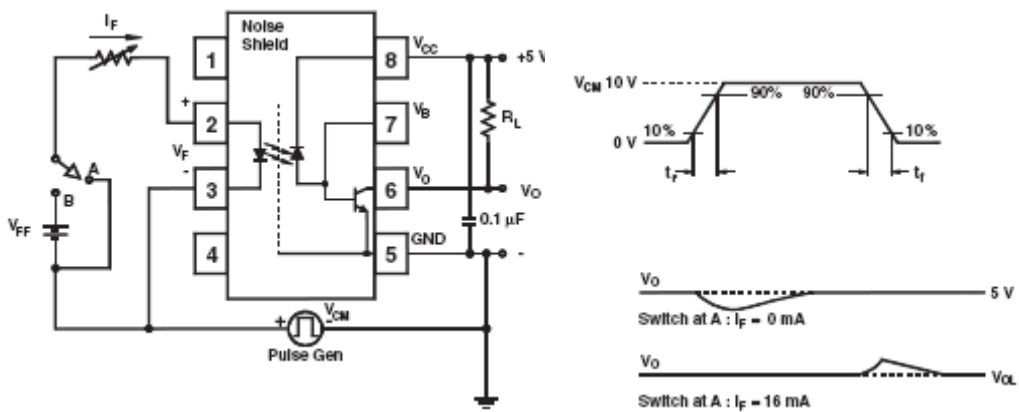 I_F
Noise
Shield
1
8
V_CC
+5 V
+
2
7
V_B
R_L
V_F
-
3
6
V_O
V_O
A
B
V_FF
0.1 μF
4
5
GND
-
+
-
V_CM
Pulse Gen
V_CM 10 V
90%
90%
10%
10%
0 V
t_r
t_f
V_O
5 V
Switch at A : I_F = 0 mA
V_O
V_OL
Switch at A : I_F = 16 mA